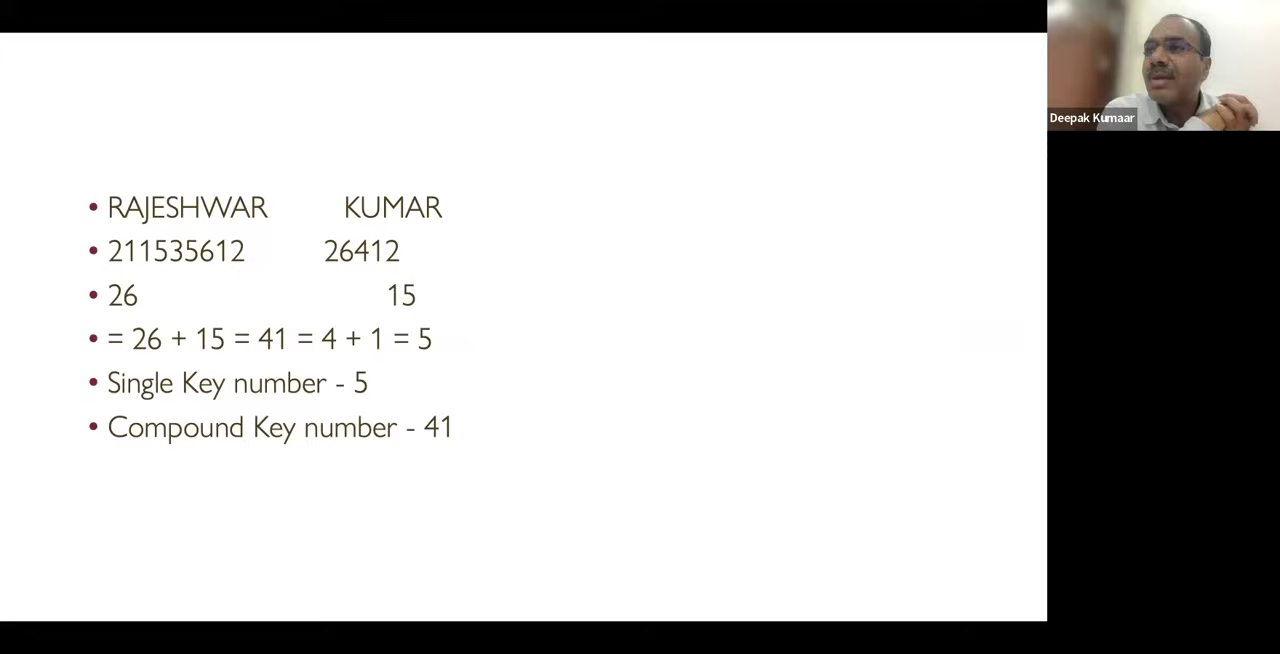 • RAJESHWAR KUMAR
• 211535612 26412
• 26 15
• = 26 + 15 = 41 = 4 + 1 = 5
• Single Key number - 5
• Compound Key number - 41
Deepak Kumaar